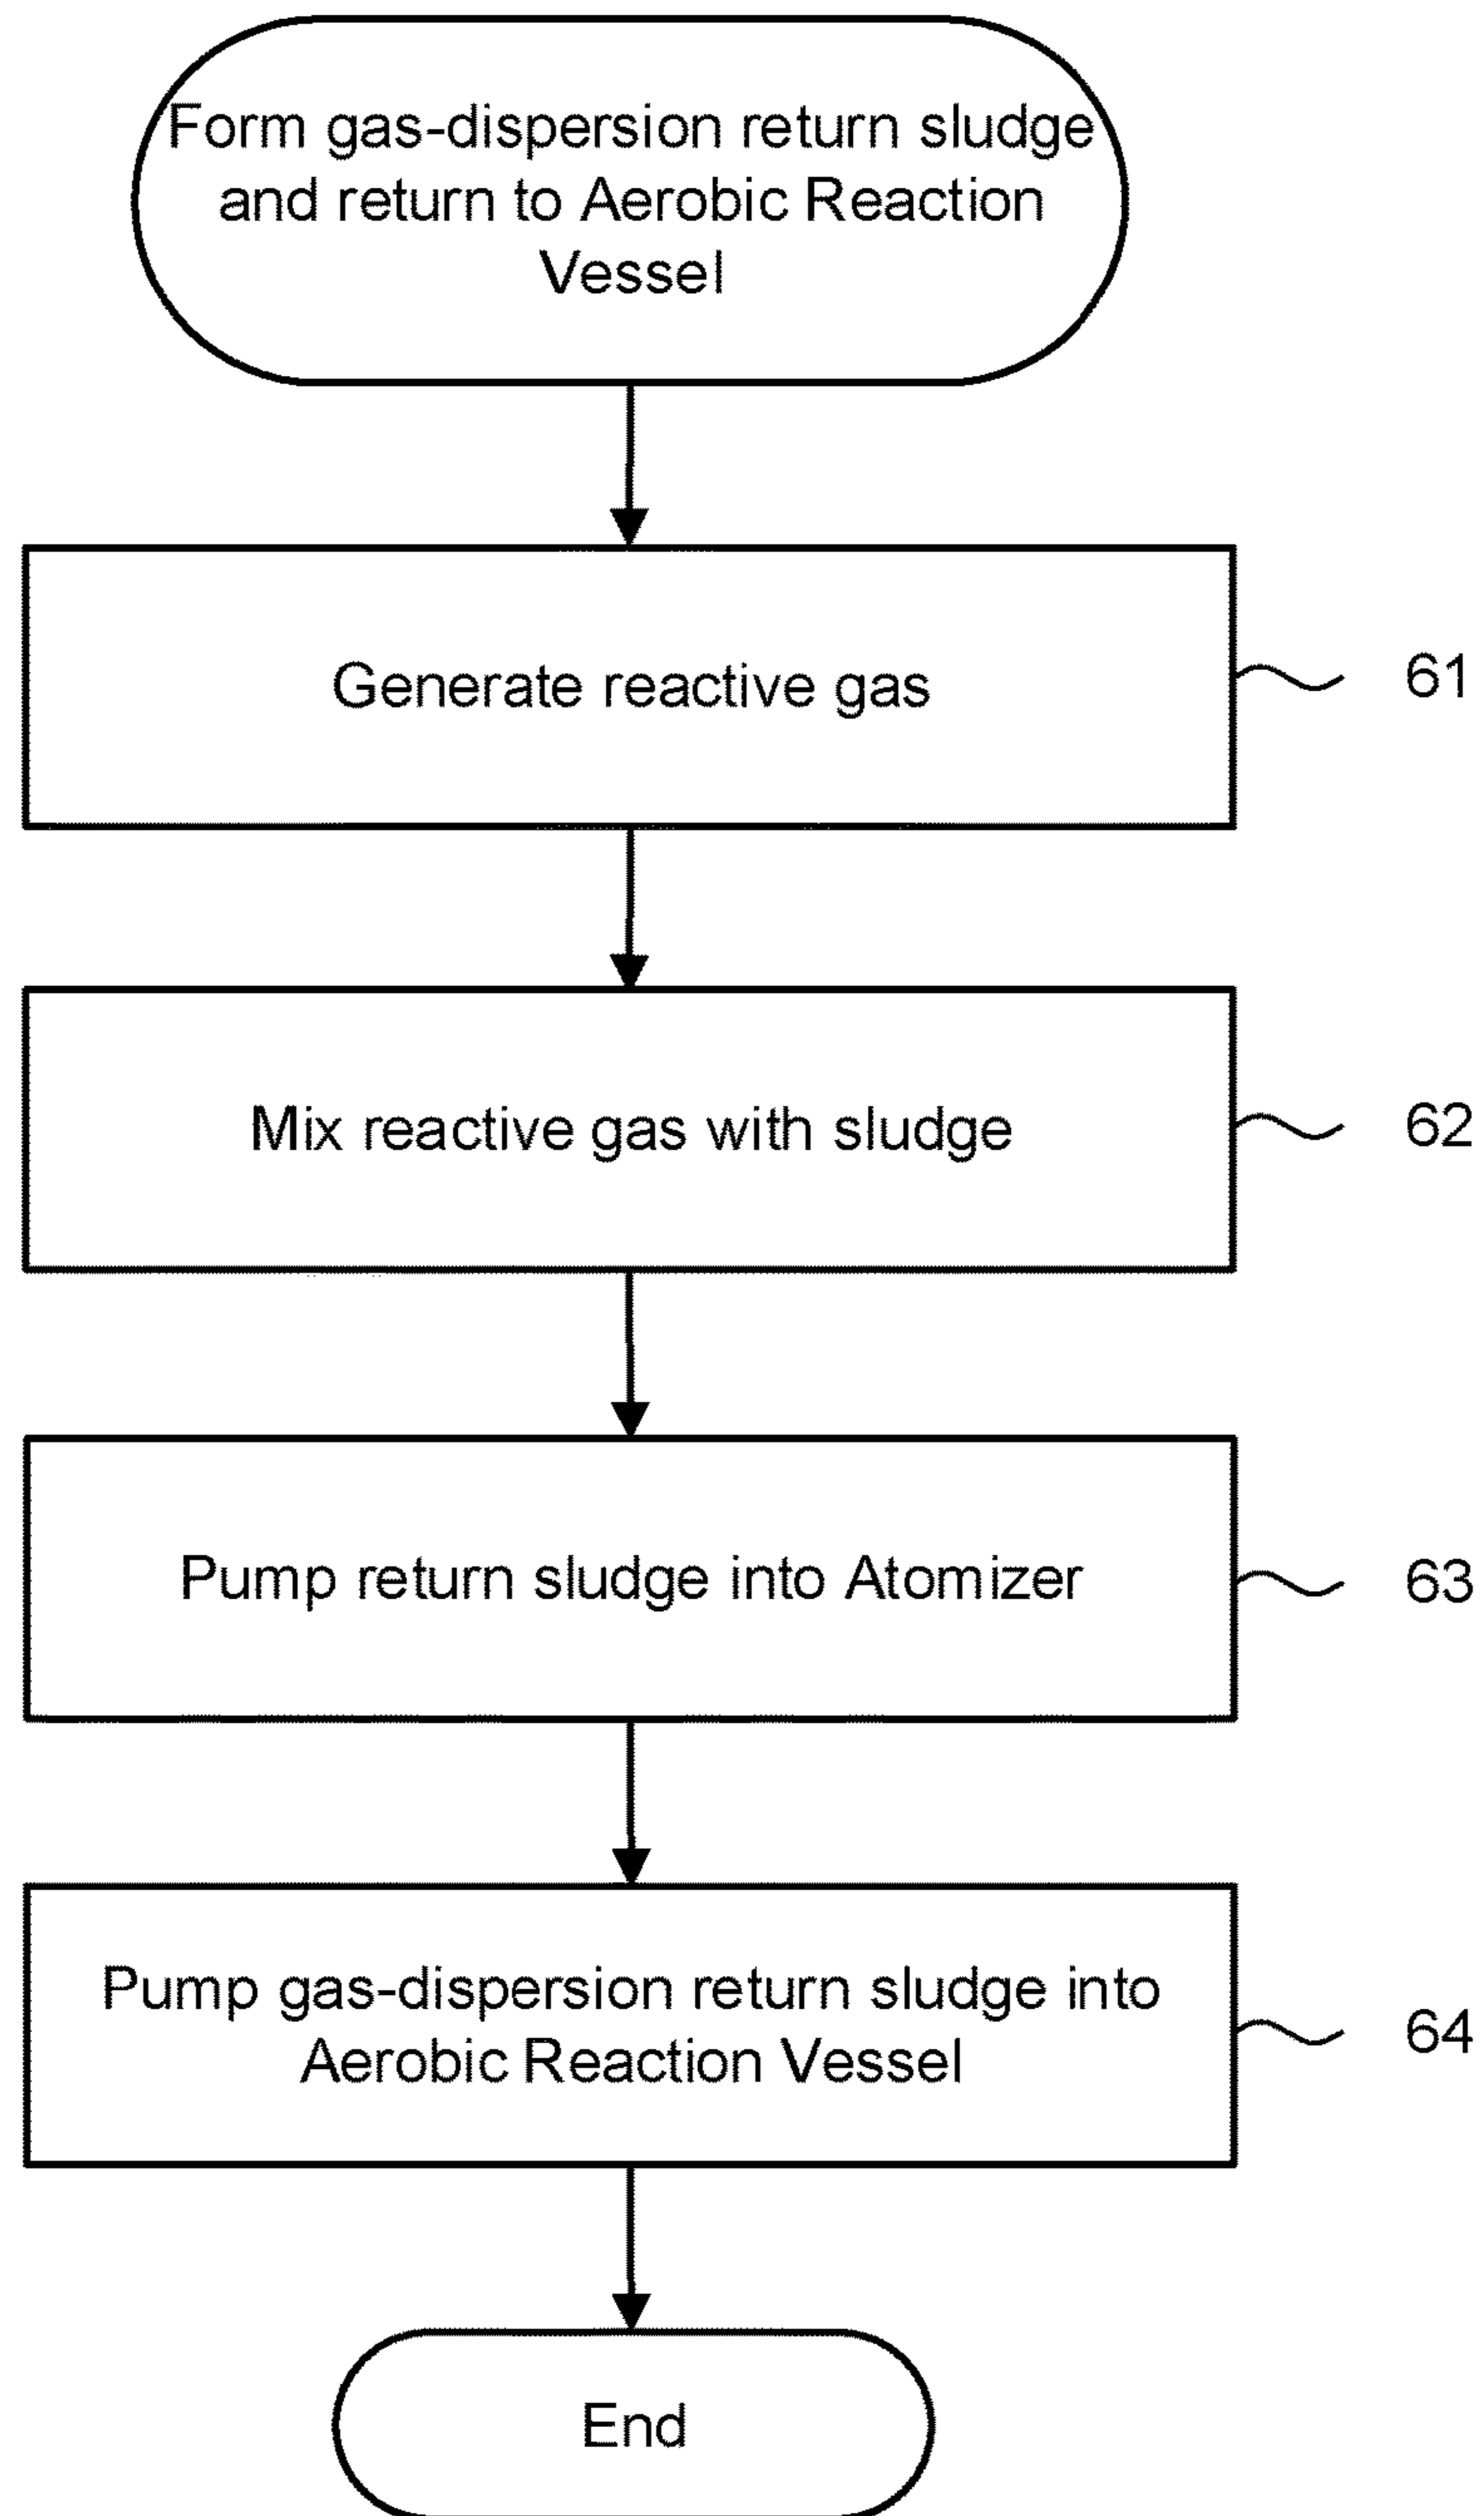 Form gas-dispersion return sludge
and return to Aerobic Reaction
Vessel
Generate reactive gas
61
Mix reactive gas with sludge
62
Pump return sludge into Atomizer
63
Pump gas-dispersion return sludge into
Aerobic Reaction Vessel
64
End